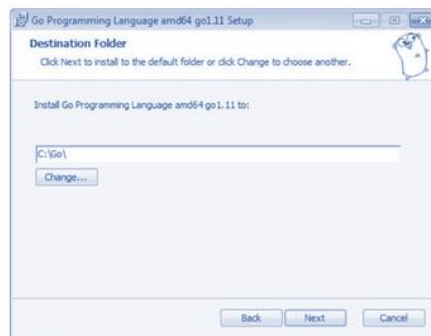 Go Programming Language amd64 go1.11 Setup
Destination Folder
Click Next to install to the default folder or click Change to choose another.
Install Go Programming Language amd64 go1.11 to:
C:\Go\
Change...
Back Next Cancel